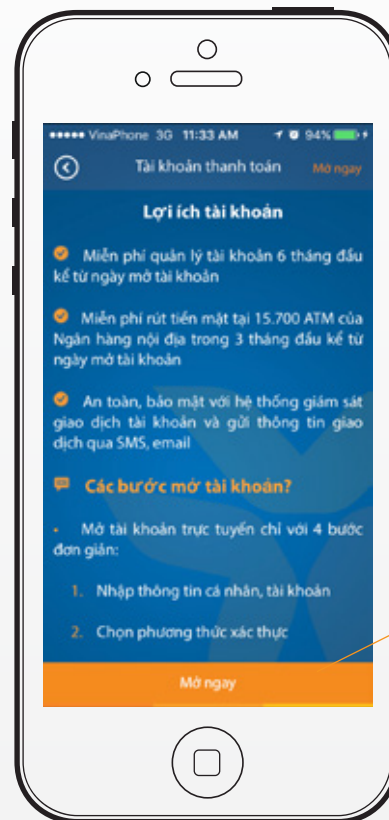 VinaPhone 3G 11:33 AM 94%
Tài khoản thanh toán Mở ngay
Lợi ích tài khoản
Miễn phí quản lý tài khoản 6 tháng đầu
kể từ ngày mở tài khoản
Miễn phí rút tiền mặt tại 15.700 ATM của
Ngân hàng nội địa trong 3 tháng đầu kể từ
ngày mở tài khoản
An toàn, bảo mật với hệ thống giám sát
giao dịch tài khoản và gửi thông tin giao
dịch qua SMS, email
Các bước mở tài khoản?
- Mở tài khoản trực tuyến chỉ với 4 bước
đơn giản:
1. Nhập thông tin cá nhân, tài khoản
2. Chọn phương thức xác thực
Mở ngay